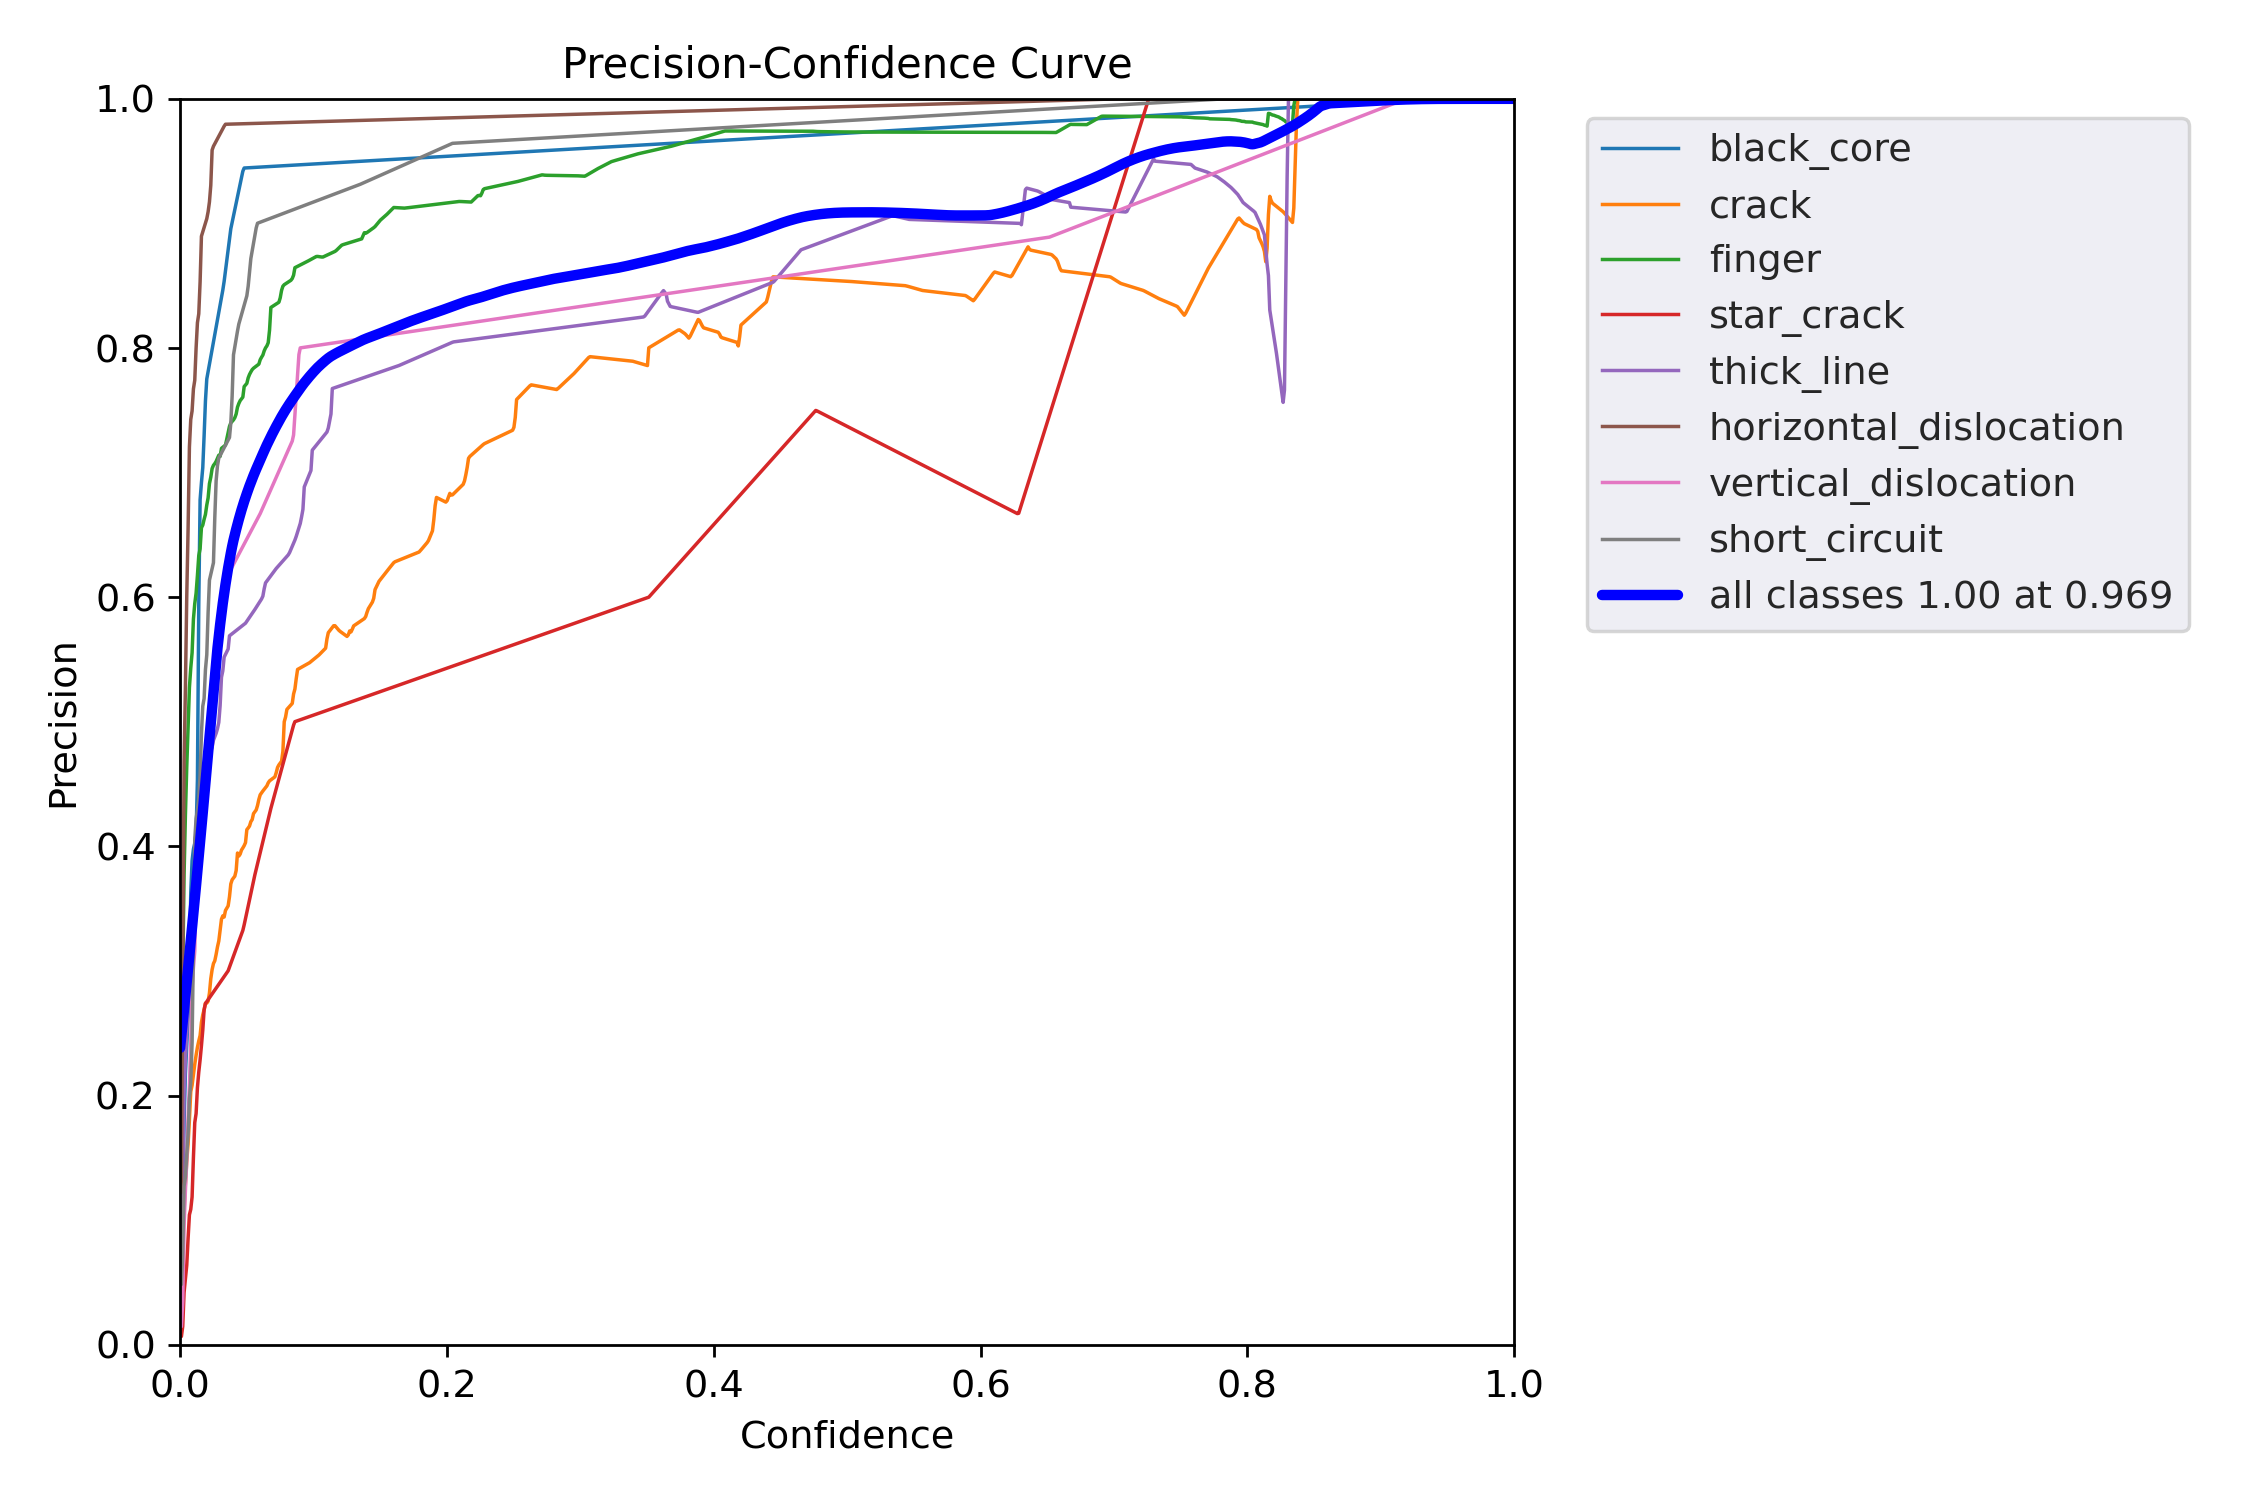 Precision-Confidence Curve
1.0
0.8
0.6
0.4
0.2
0.0
Precision
0.0 0.2 0.4 0.6 0.8 1.0
Confidence
black_core
crack
finger
star_crack
thick_line
horizontal_dislocation
vertical_dislocation
short_circuit
all classes 1.00 at 0.969